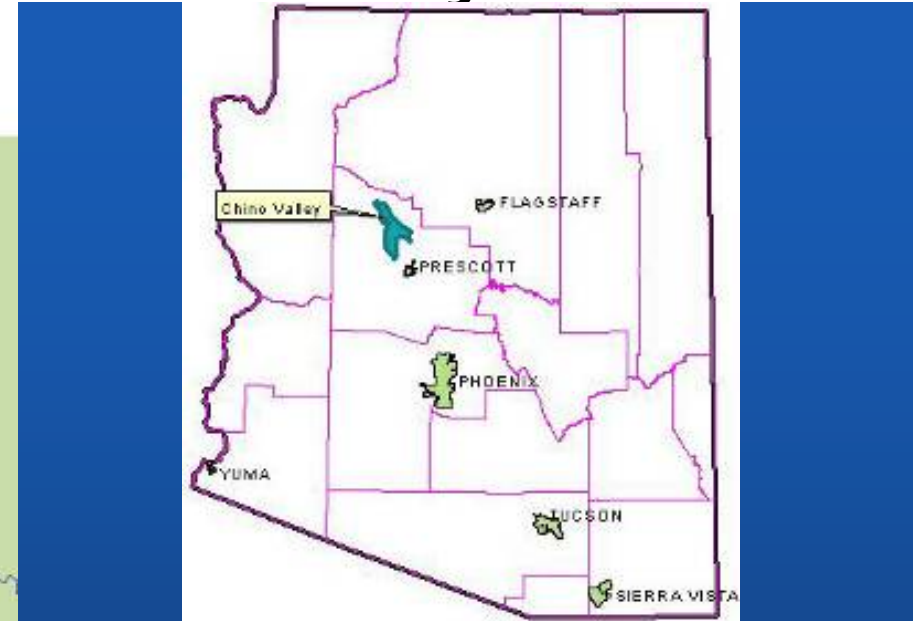 Chino Valley
FLAGSTAFF
PRESCOTT
PHOENIX
YUMA
TUCSON
SIERRA VISTA